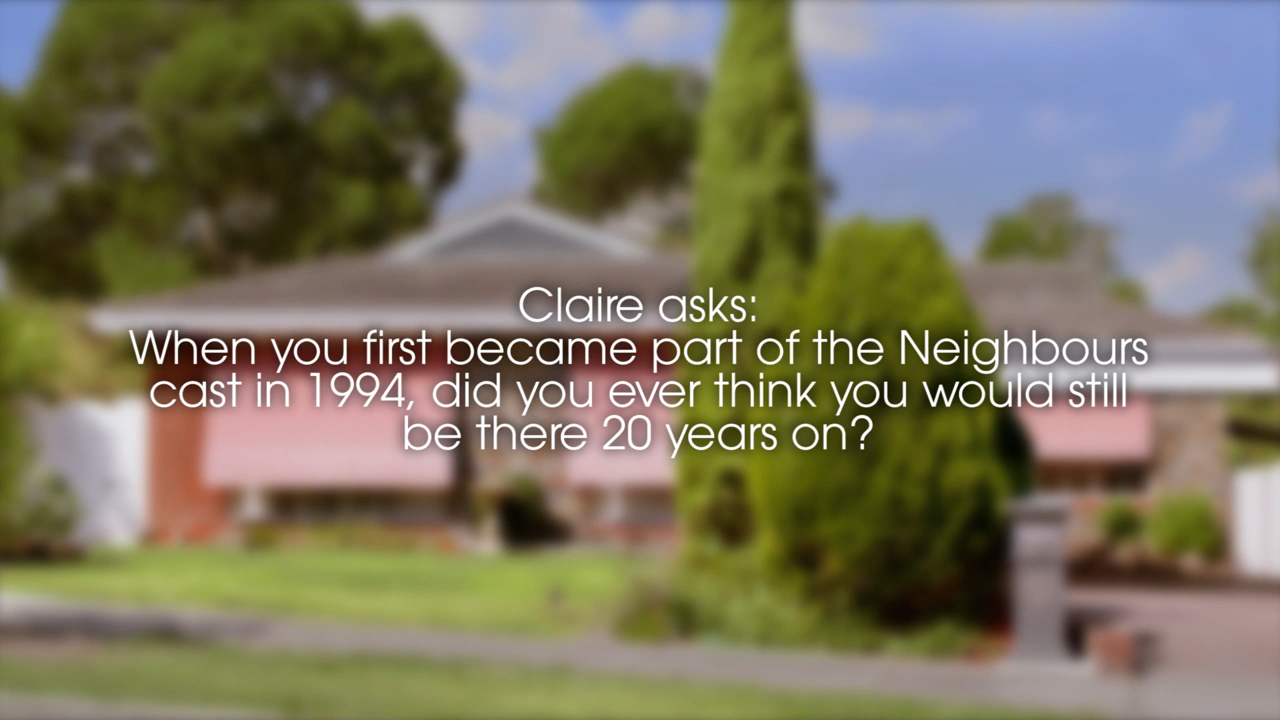 Claire asks:
When you first became part of the Neighbours
cast in 1994, did you ever think you would still
be there 20 years on?